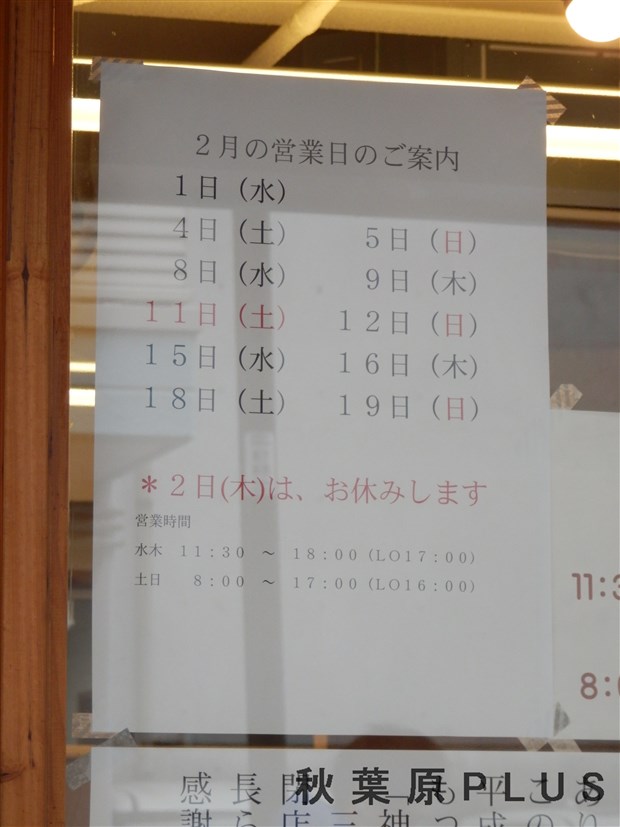 ２月の営業日のご案内
１日（水）
４日（土） ５日（日）
８日（水） ９日（木）
１１日（土） １２日（日）
１５日（水） １６日（木）
１８日（土） １９日（日）
＊２日(木)は、お休みします
営業時間
水木 １１：３０ ～ １８：００（ＬＯ１７：００）
土日 ８：００ ～ １７：００（ＬＯ１６：００）
11:3
8:0
秋葉原PLUS
感謝
長ら